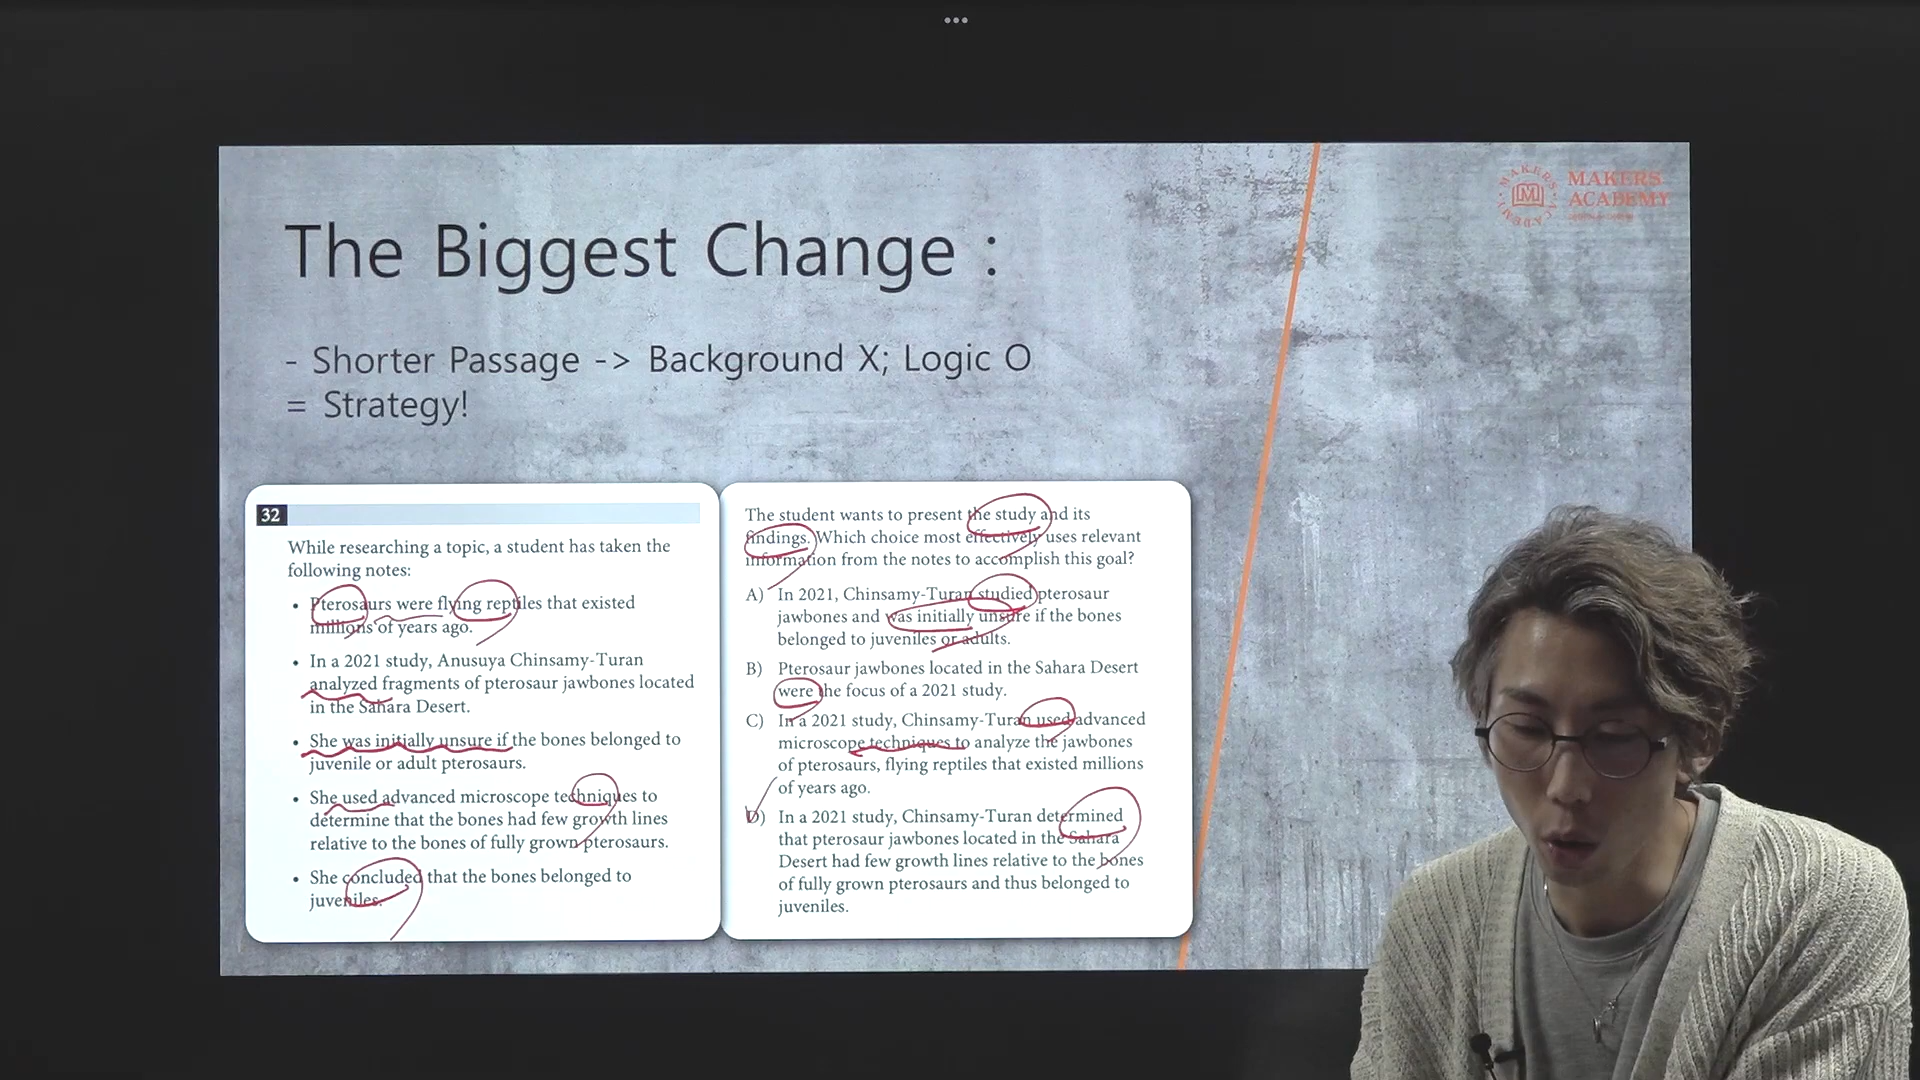 The Biggest Change :
- Shorter Passage -> Background X; Logic O
= Strategy!
MAKERS
ACADEMY
32
While researching a topic, a student has taken the
following notes:
• Pterosaurs were flying reptiles that existed
millions of years ago.
• In a 2021 study, Anusuya Chinsamy-Turan
analyzed fragments of pterosaur jawbones located
in the Sahara Desert.
• She was initially unsure if the bones belonged to
juvenile or adult pterosaurs.
• She used advanced microscope techniques to
determine that the bones had few growth lines
relative to the bones of fully grown pterosaurs.
• She concluded that the bones belonged to
juveniles.
The student wants to present the study and its
findings. Which choice most effectively uses relevant
information from the notes to accomplish this goal?
A) In 2021, Chinsamy-Turan studied pterosaur
jawbones and was initially unsure if the bones
belonged to juveniles or adults.
B) Pterosaur jawbones located in the Sahara Desert
were the focus of a 2021 study.
C) In a 2021 study, Chinsamy-Turan used advanced
microscope techniques to analyze the jawbones
of pterosaurs, flying reptiles that existed millions
of years ago.
D) In a 2021 study, Chinsamy-Turan determined
that pterosaur jawbones located in the Sahara
Desert had few growth lines relative to the bones
of fully grown pterosaurs and thus belonged to
juveniles.